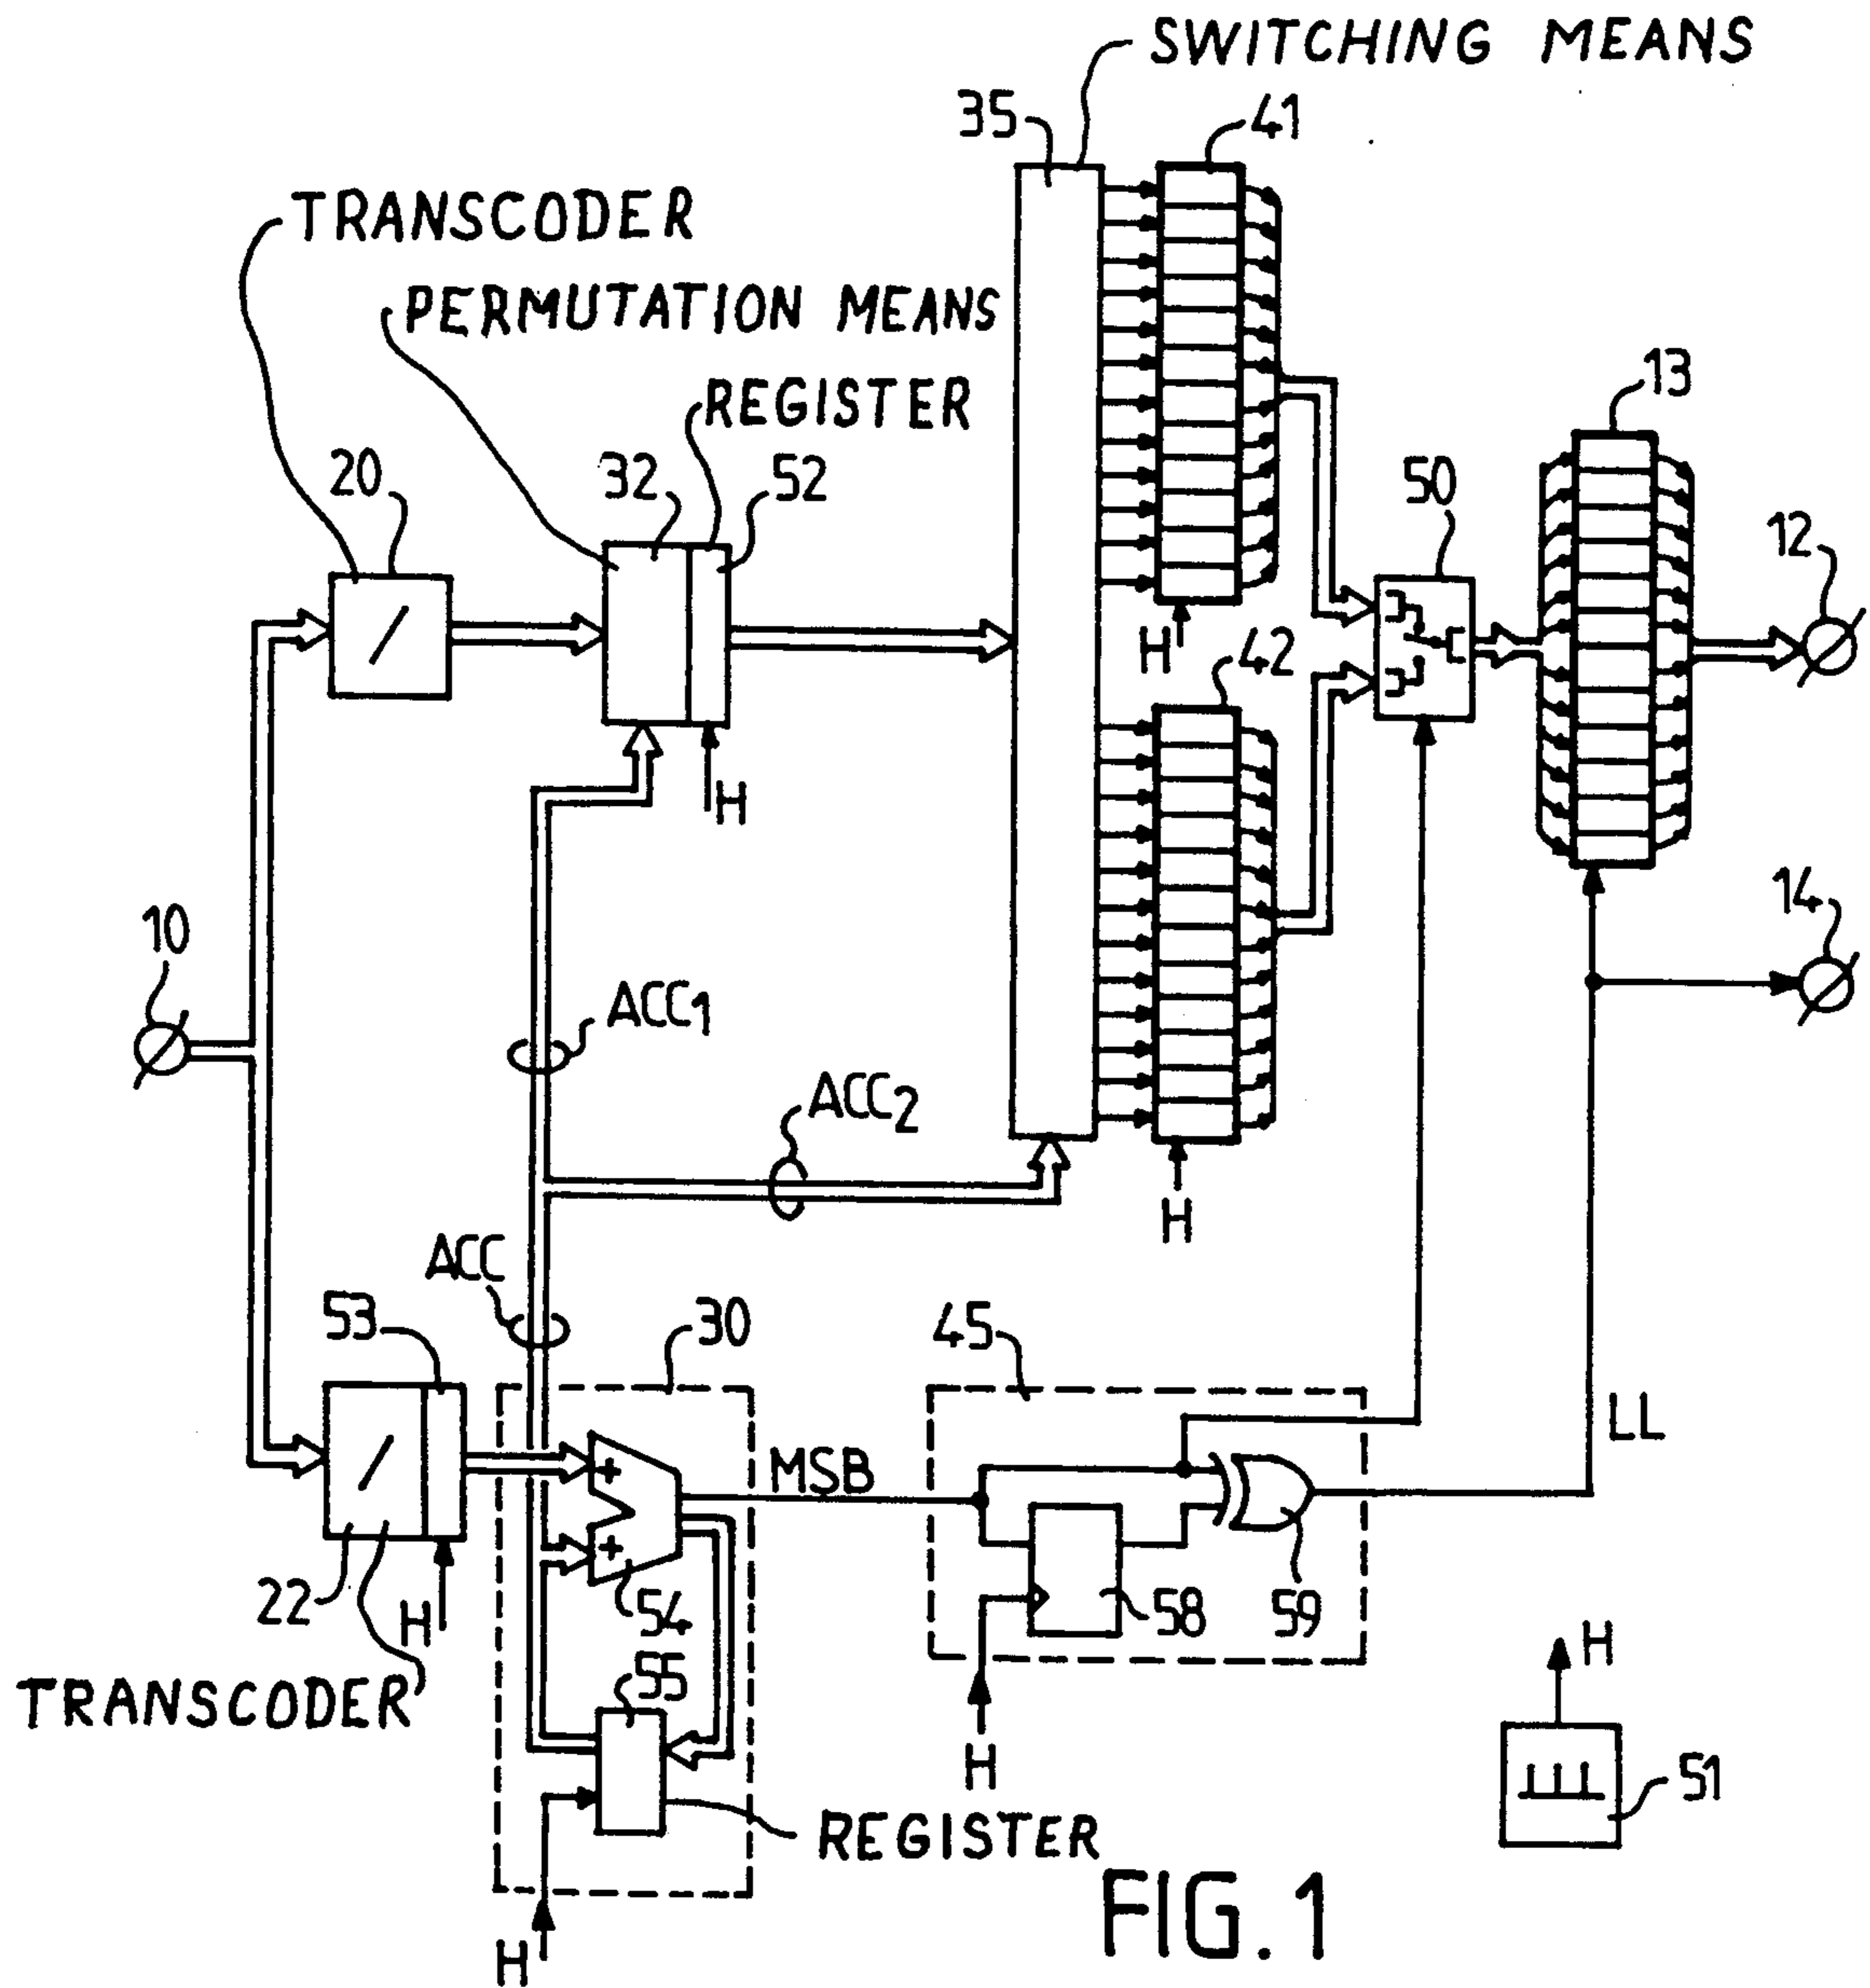 SWITCHING MEANS
35
41
TRANSCODER
PERMUTATION MEANS
REGISTER
13
20
32
52
50
12
H
42
H
10
14
ACC1
ACC2
H
ACC
53
30
45
LL
MSB
+
+
22
H
54
58
59
H
TRANSCODER
55
H
51
REGISTER
H
FIG. 1